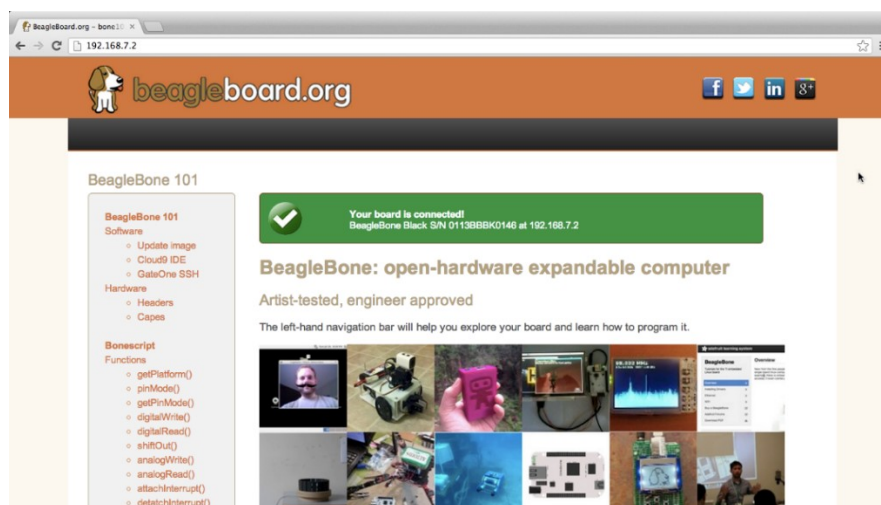 BeagleBoard.org - bone10
192.168.7.2
beagleboard.org
BeagleBone 101
Your board is connected!
BeagleBone Black S/N 0113BBBK0146 at 192.168.7.2
BeagleBone 101
Software
Update image
Cloud9 IDE
GateOne SSH
Hardware
Headers
Capes
Bonescript
Functions
getPlatform()
pinMode()
getPinMode()
digitalWrite()
digitalRead()
shiftOut()
analogWrite()
analogRead()
attachInterrupt()
detatchInterrupt()
BeagleBone: open-hardware expandable computer
Artist-tested, engineer approved
The left-hand navigation bar will help you explore your board and learn how to program it.
BeagleBone
Overview